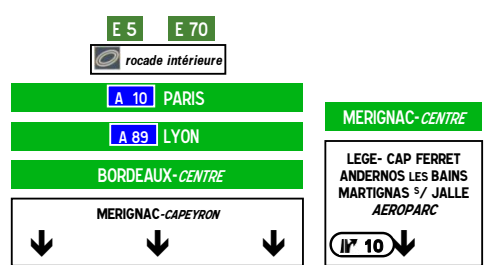 E 5 E 70
rocade intérieure
A 10 PARIS
A 89 LYON
BORDEAUX-CENTRE
MERIGNAC-CAPEYRON
MERIGNAC-CENTRE
LEGE- CAP FERRET
ANDERNOS LES BAINS
MARTIGNAS S/ JALLE
AEROPARC
10